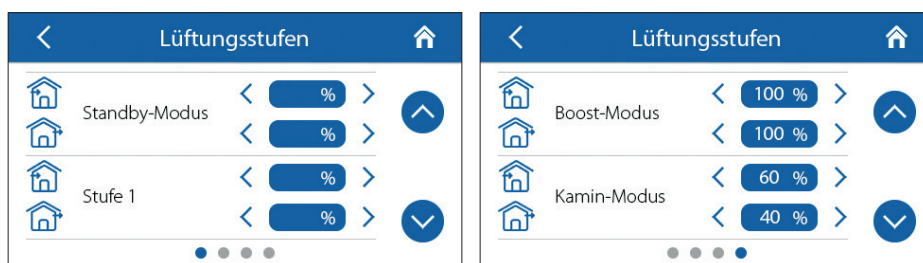 Lüftungsstufen
Standby-Modus
%
%
Stufe 1
%
%
Lüftungsstufen
Boost-Modus
100 %
100 %
Kamin-Modus
60 %
40 %